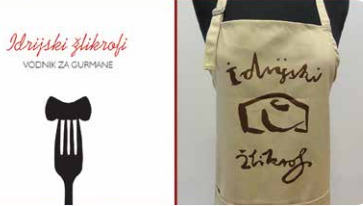 Idrijski žlikrofi
VODNIK ZA GURMANE
idrijski
žlikrofi